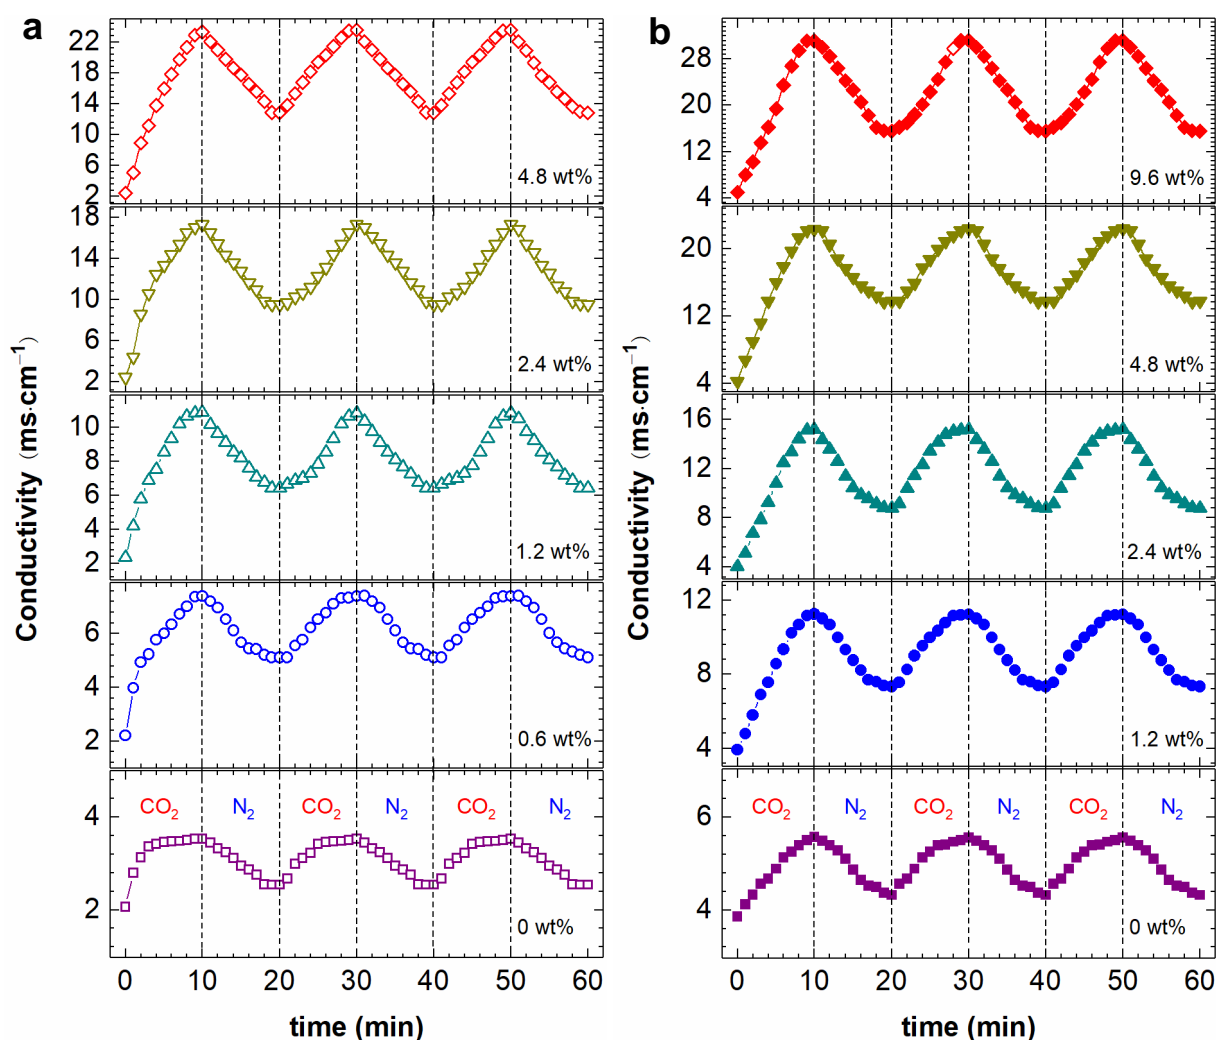 a
22
18
14
10
6
2
4.8 wt%
18
14
10
6
2
2.4 wt%
10
8
6
4
2
1.2 wt%
6
4
2
0.6 wt%
4
2
CO2 N2 CO2 N2 CO2 N2
0 wt%
0 10 20 30 40 50 60
time (min)
Conductivity (ms·cm−1)
b
28
20
12
4
9.6 wt%
20
12
4
4.8 wt%
16
12
8
4
2.4 wt%
12
8
4
1.2 wt%
6
4
CO2 N2 CO2 N2 CO2 N2
0 wt%
0 10 20 30 40 50 60
time (min)
Conductivity (ms·cm−1)